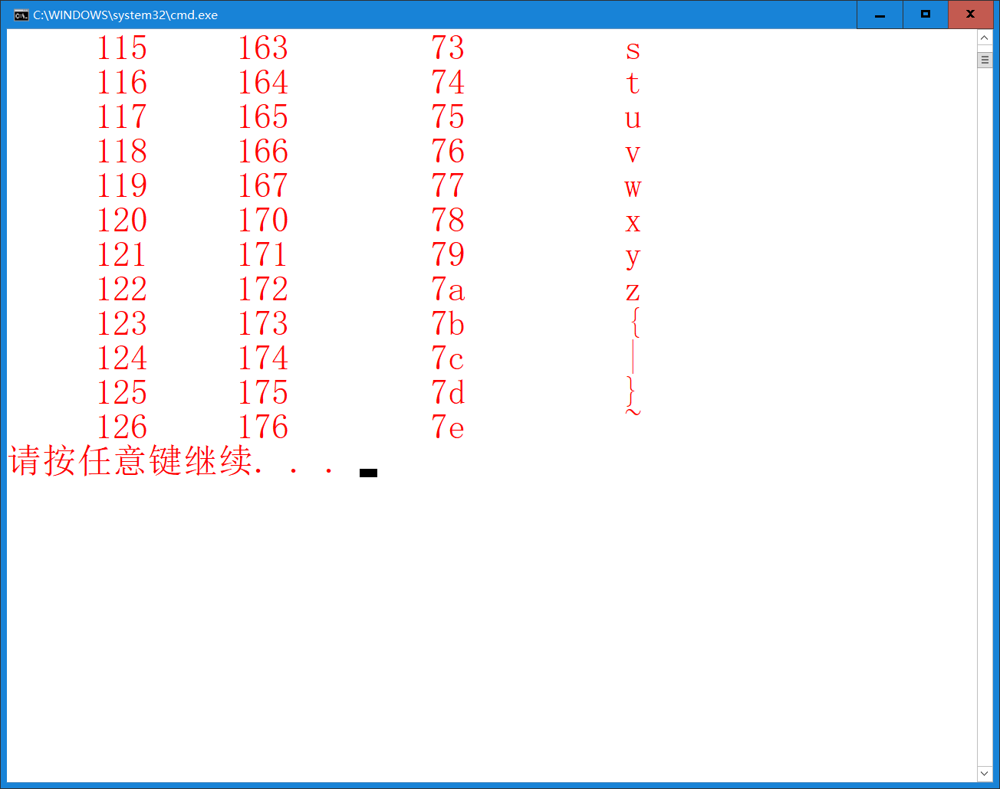 C:\WINDOWS\system32\cmd.exe
115 163 73 s
116 164 74 t
117 165 75 u
118 166 76 v
119 167 77 w
120 170 78 x
121 171 79 y
122 172 7a z
123 173 7b {
124 174 7c |
125 175 7d }
126 176 7e ~
请按任意键继续. . .